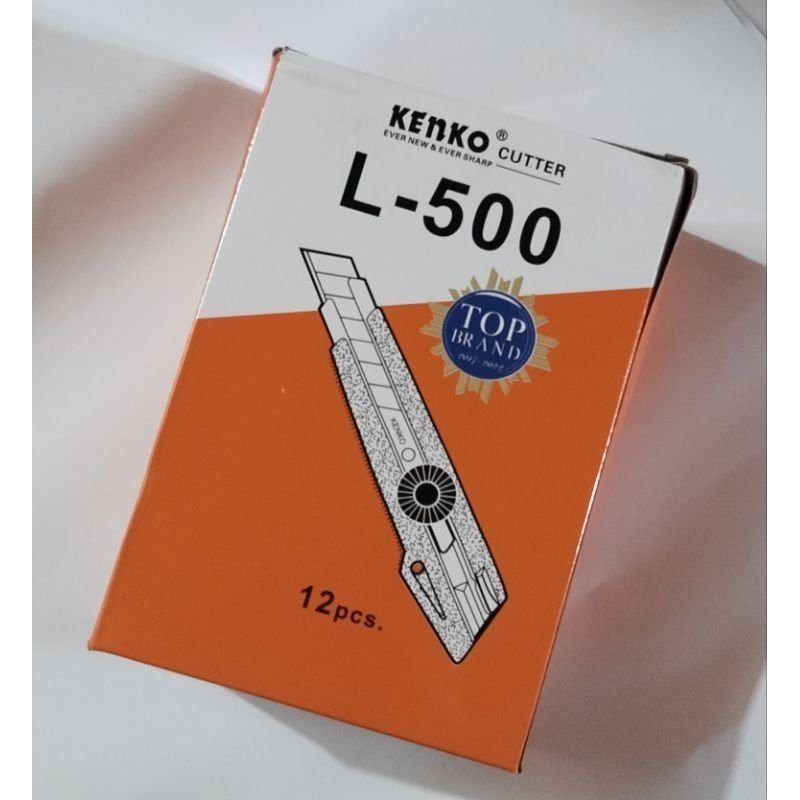 KENKO® CUTTER
EVER NEW & EVER SHARP
L-500
TOP
BRAND
KENKO
12pcs.